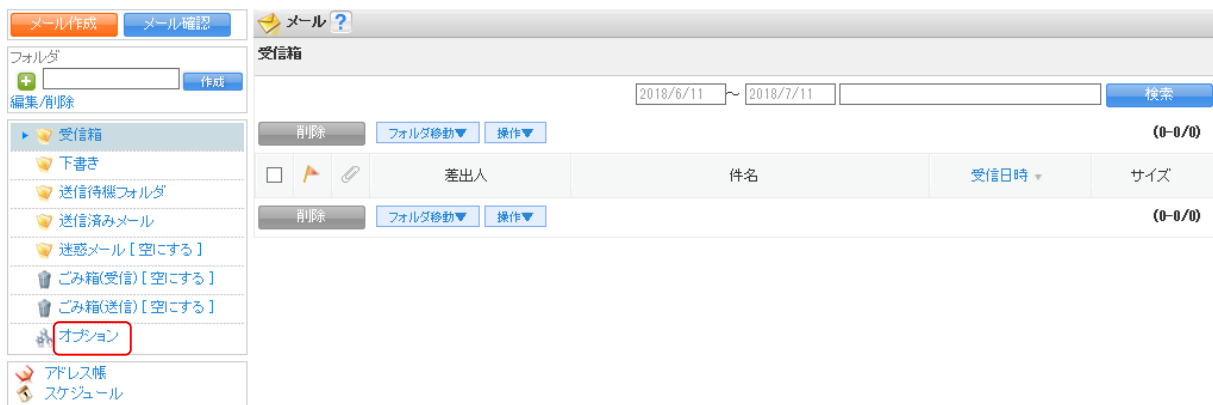 メール作成 メール確認
フォルダ
作成
編集/削除
受信箱
下書き
送信待機フォルダ
送信済みメール
迷惑メール [ 空にする ]
ごみ箱(受信) [ 空にする ]
ごみ箱(送信) [ 空にする ]
オプション
アドレス帳
スケジュール
メール ?
受信箱
2018/6/11 ～ 2018/7/11 検索
削除 フォルダ移動▼ 操作▼ (0-0/0)
差出人 件名 受信日時 ▼ サイズ
削除 フォルダ移動▼ 操作▼ (0-0/0)